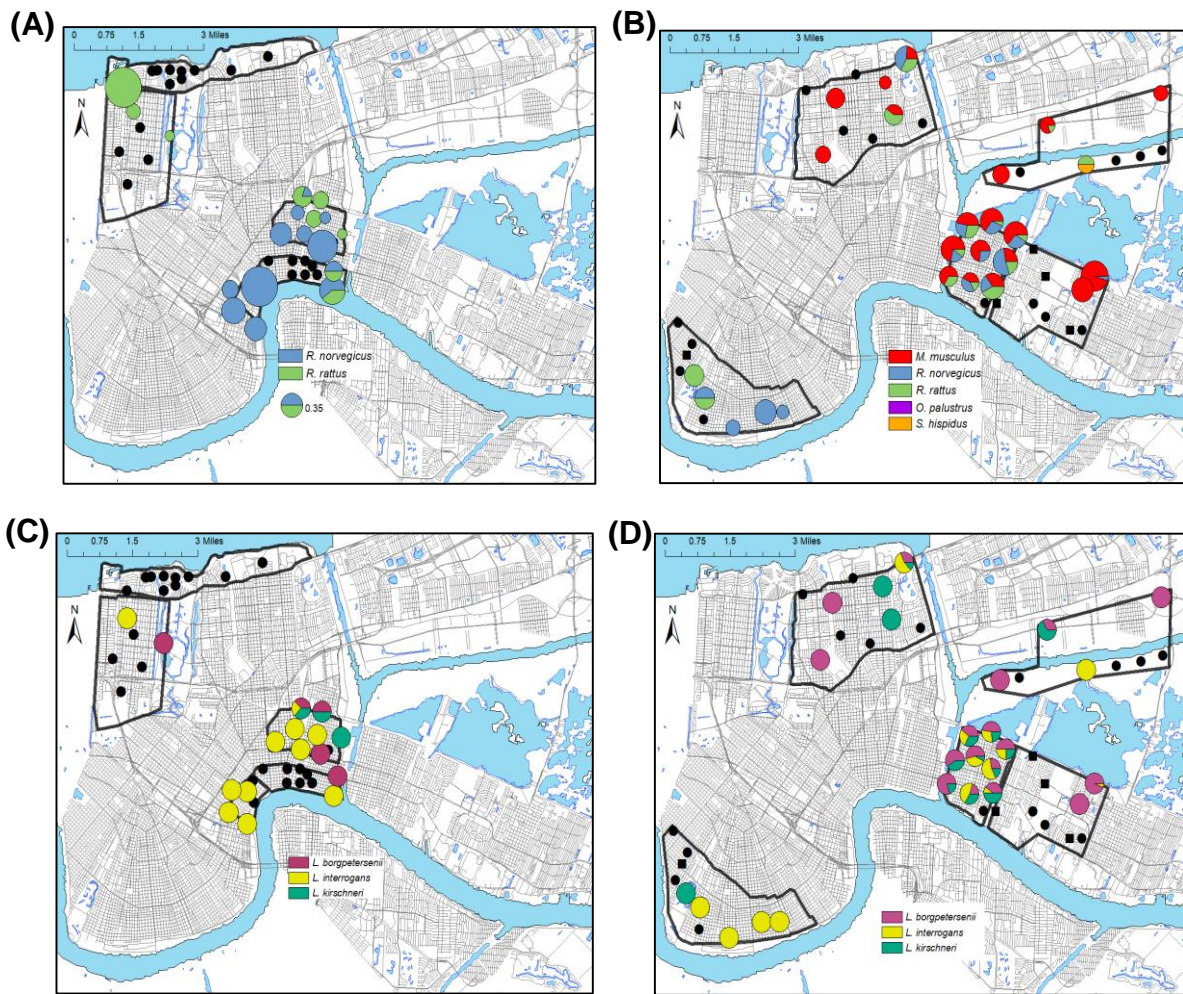 (A)
0 0.75 1.5 3 Miles
N
R. norvegicus
R. rattus
0.35
(B)
0 0.75 1.5 3 Miles
N
M. musculus
R. norvegicus
R. rattus
O. palustrus
S. hispidus
(C)
0 0.75 1.5 3 Miles
N
L. borgpetersenii
L. interrogans
L. kirschneri
(D)
0 0.75 1.5 3 Miles
N
L. borgpetersenii
L. interrogans
L. kirschneri